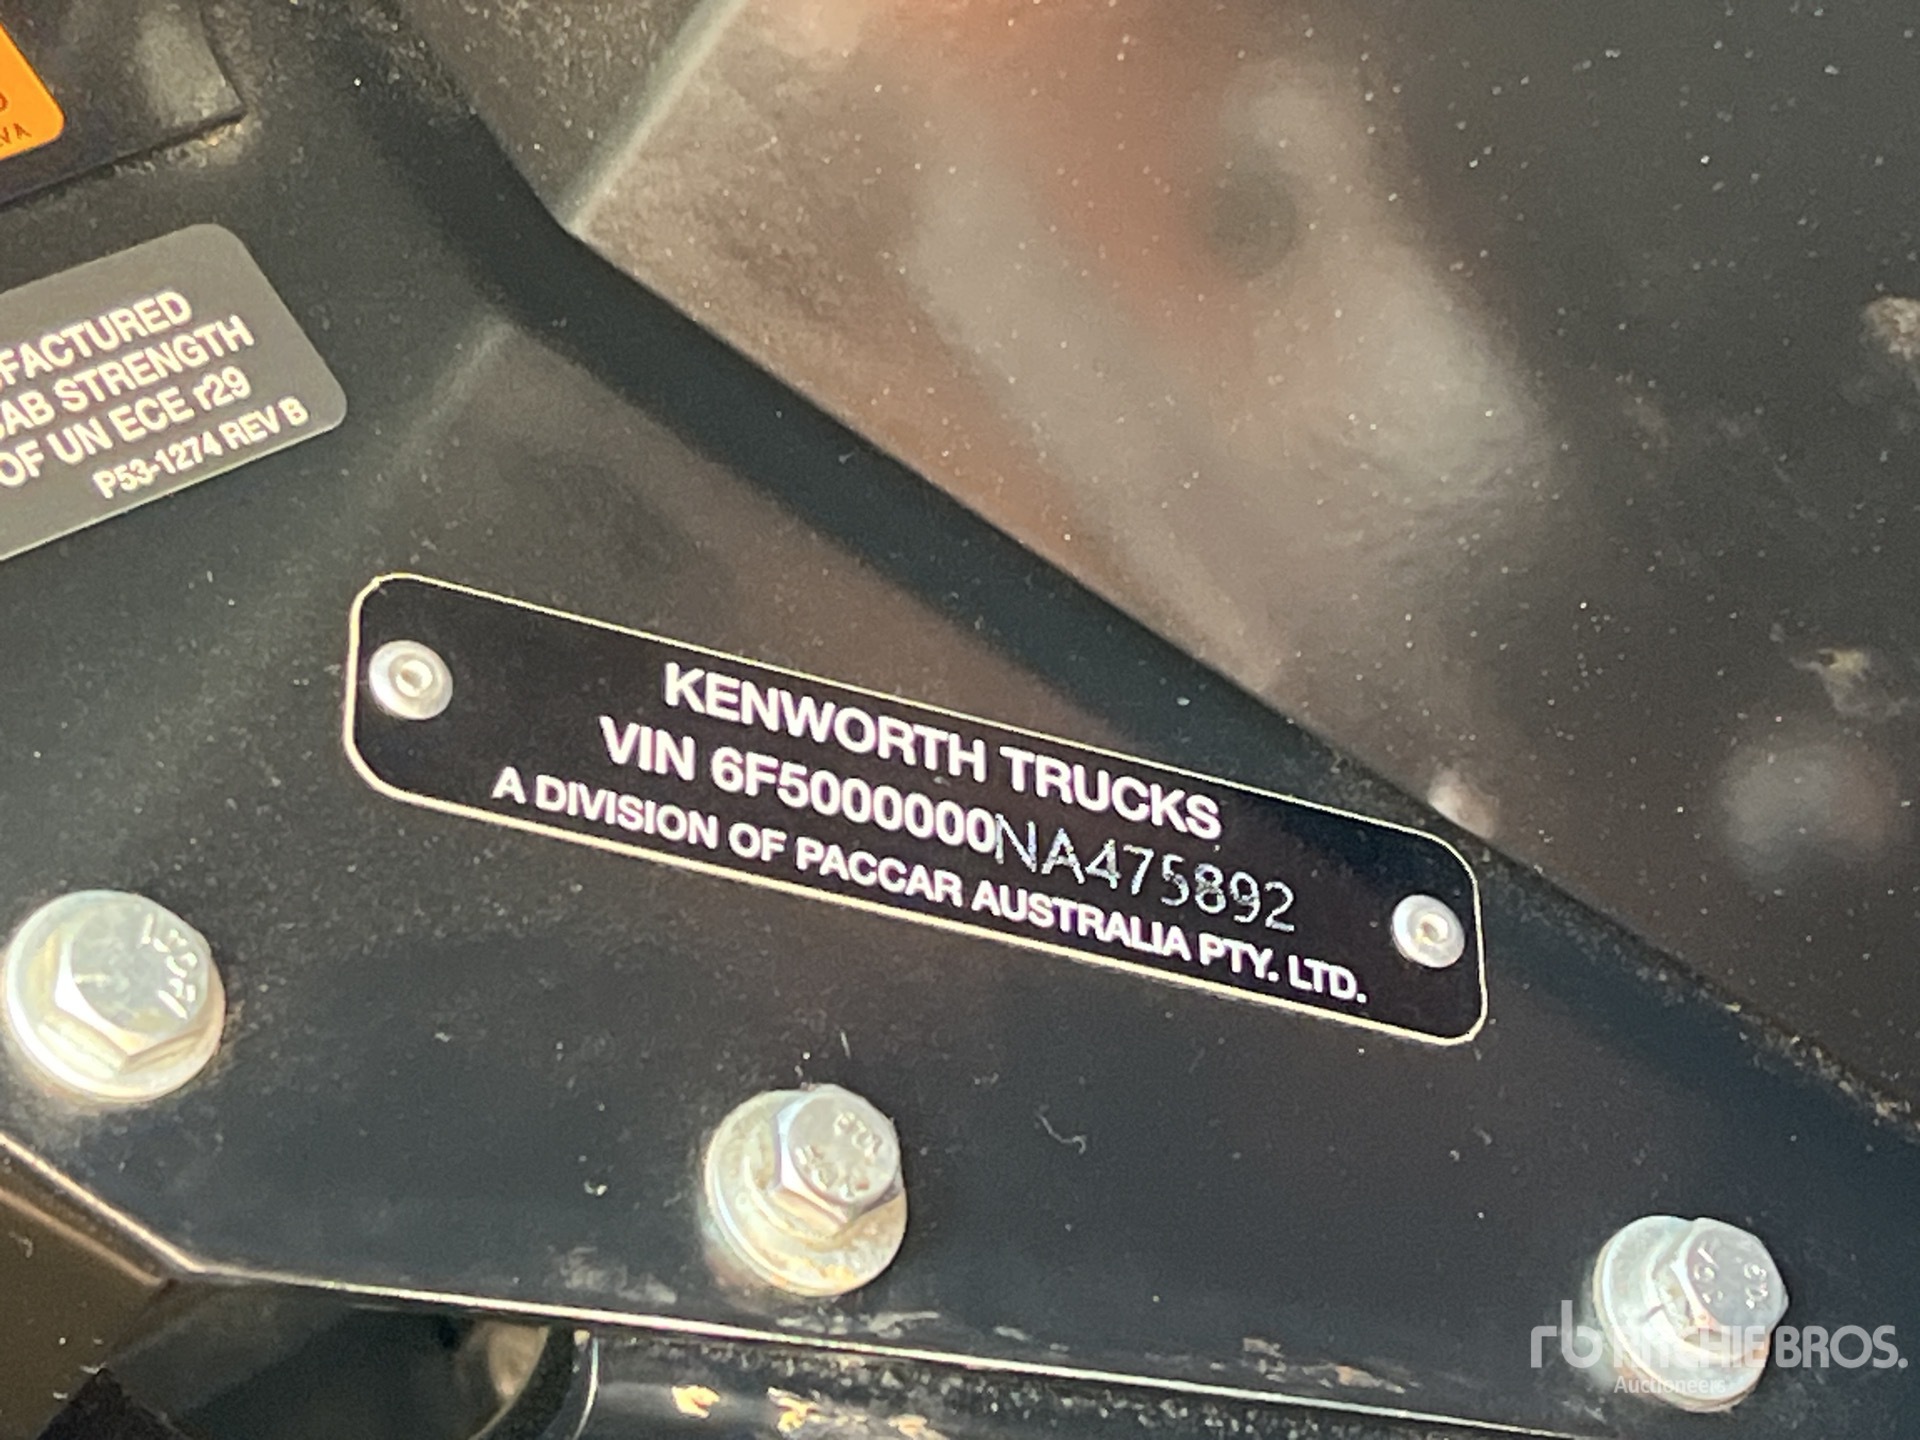 FACTURED
CAB STRENGTH
OF UN ECE r29
P53-1274 REV B
KENWORTH TRUCKS
VIN 6F5000000NA475892
A DIVISION OF PACCAR AUSTRALIA PTY. LTD.
rb RITCHIE BROS.
Auctioneers